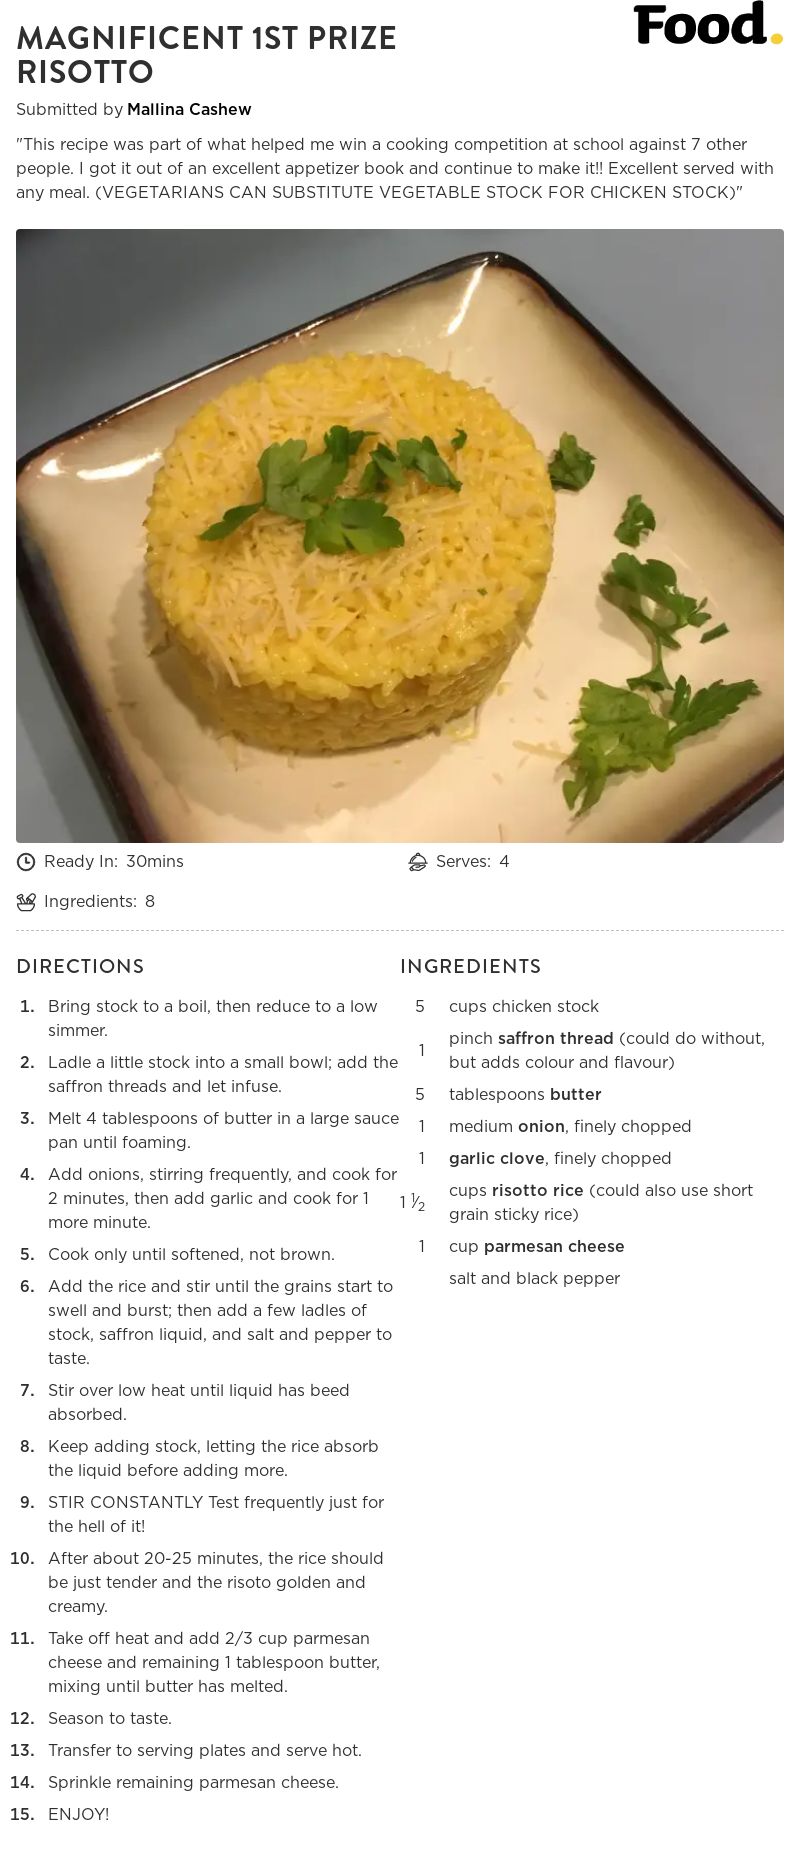 MAGNIFICENT 1ST PRIZE
RISOTTO
Food.
Submitted by Mallina Cashew
"This recipe was part of what helped me win a cooking competition at school against 7 other
people. I got it out of an excellent appetizer book and continue to make it!! Excellent served with
any meal. (VEGETARIANS CAN SUBSTITUTE VEGETABLE STOCK FOR CHICKEN STOCK)"
Ready In: 30mins
Serves: 4
Ingredients: 8
DIRECTIONS
1. Bring stock to a boil, then reduce to a low
simmer.
2. Ladle a little stock into a small bowl; add the
saffron threads and let infuse.
3. Melt 4 tablespoons of butter in a large sauce
pan until foaming.
4. Add onions, stirring frequently, and cook for
2 minutes, then add garlic and cook for 1
more minute.
5. Cook only until softened, not brown.
6. Add the rice and stir until the grains start to
swell and burst; then add a few ladles of
stock, saffron liquid, and salt and pepper to
taste.
7. Stir over low heat until liquid has beed
absorbed.
8. Keep adding stock, letting the rice absorb
the liquid before adding more.
9. STIR CONSTANTLY Test frequently just for
the hell of it!
10. After about 20-25 minutes, the rice should
be just tender and the risoto golden and
creamy.
11. Take off heat and add 2/3 cup parmesan
cheese and remaining 1 tablespoon butter,
mixing until butter has melted.
12. Season to taste.
13. Transfer to serving plates and serve hot.
14. Sprinkle remaining parmesan cheese.
15. ENJOY!
INGREDIENTS
5 cups chicken stock
1 pinch saffron thread (could do without,
but adds colour and flavour)
5 tablespoons butter
1 medium onion, finely chopped
1 garlic clove, finely chopped
1 1⁄2 cups risotto rice (could also use short
grain sticky rice)
1 cup parmesan cheese
salt and black pepper